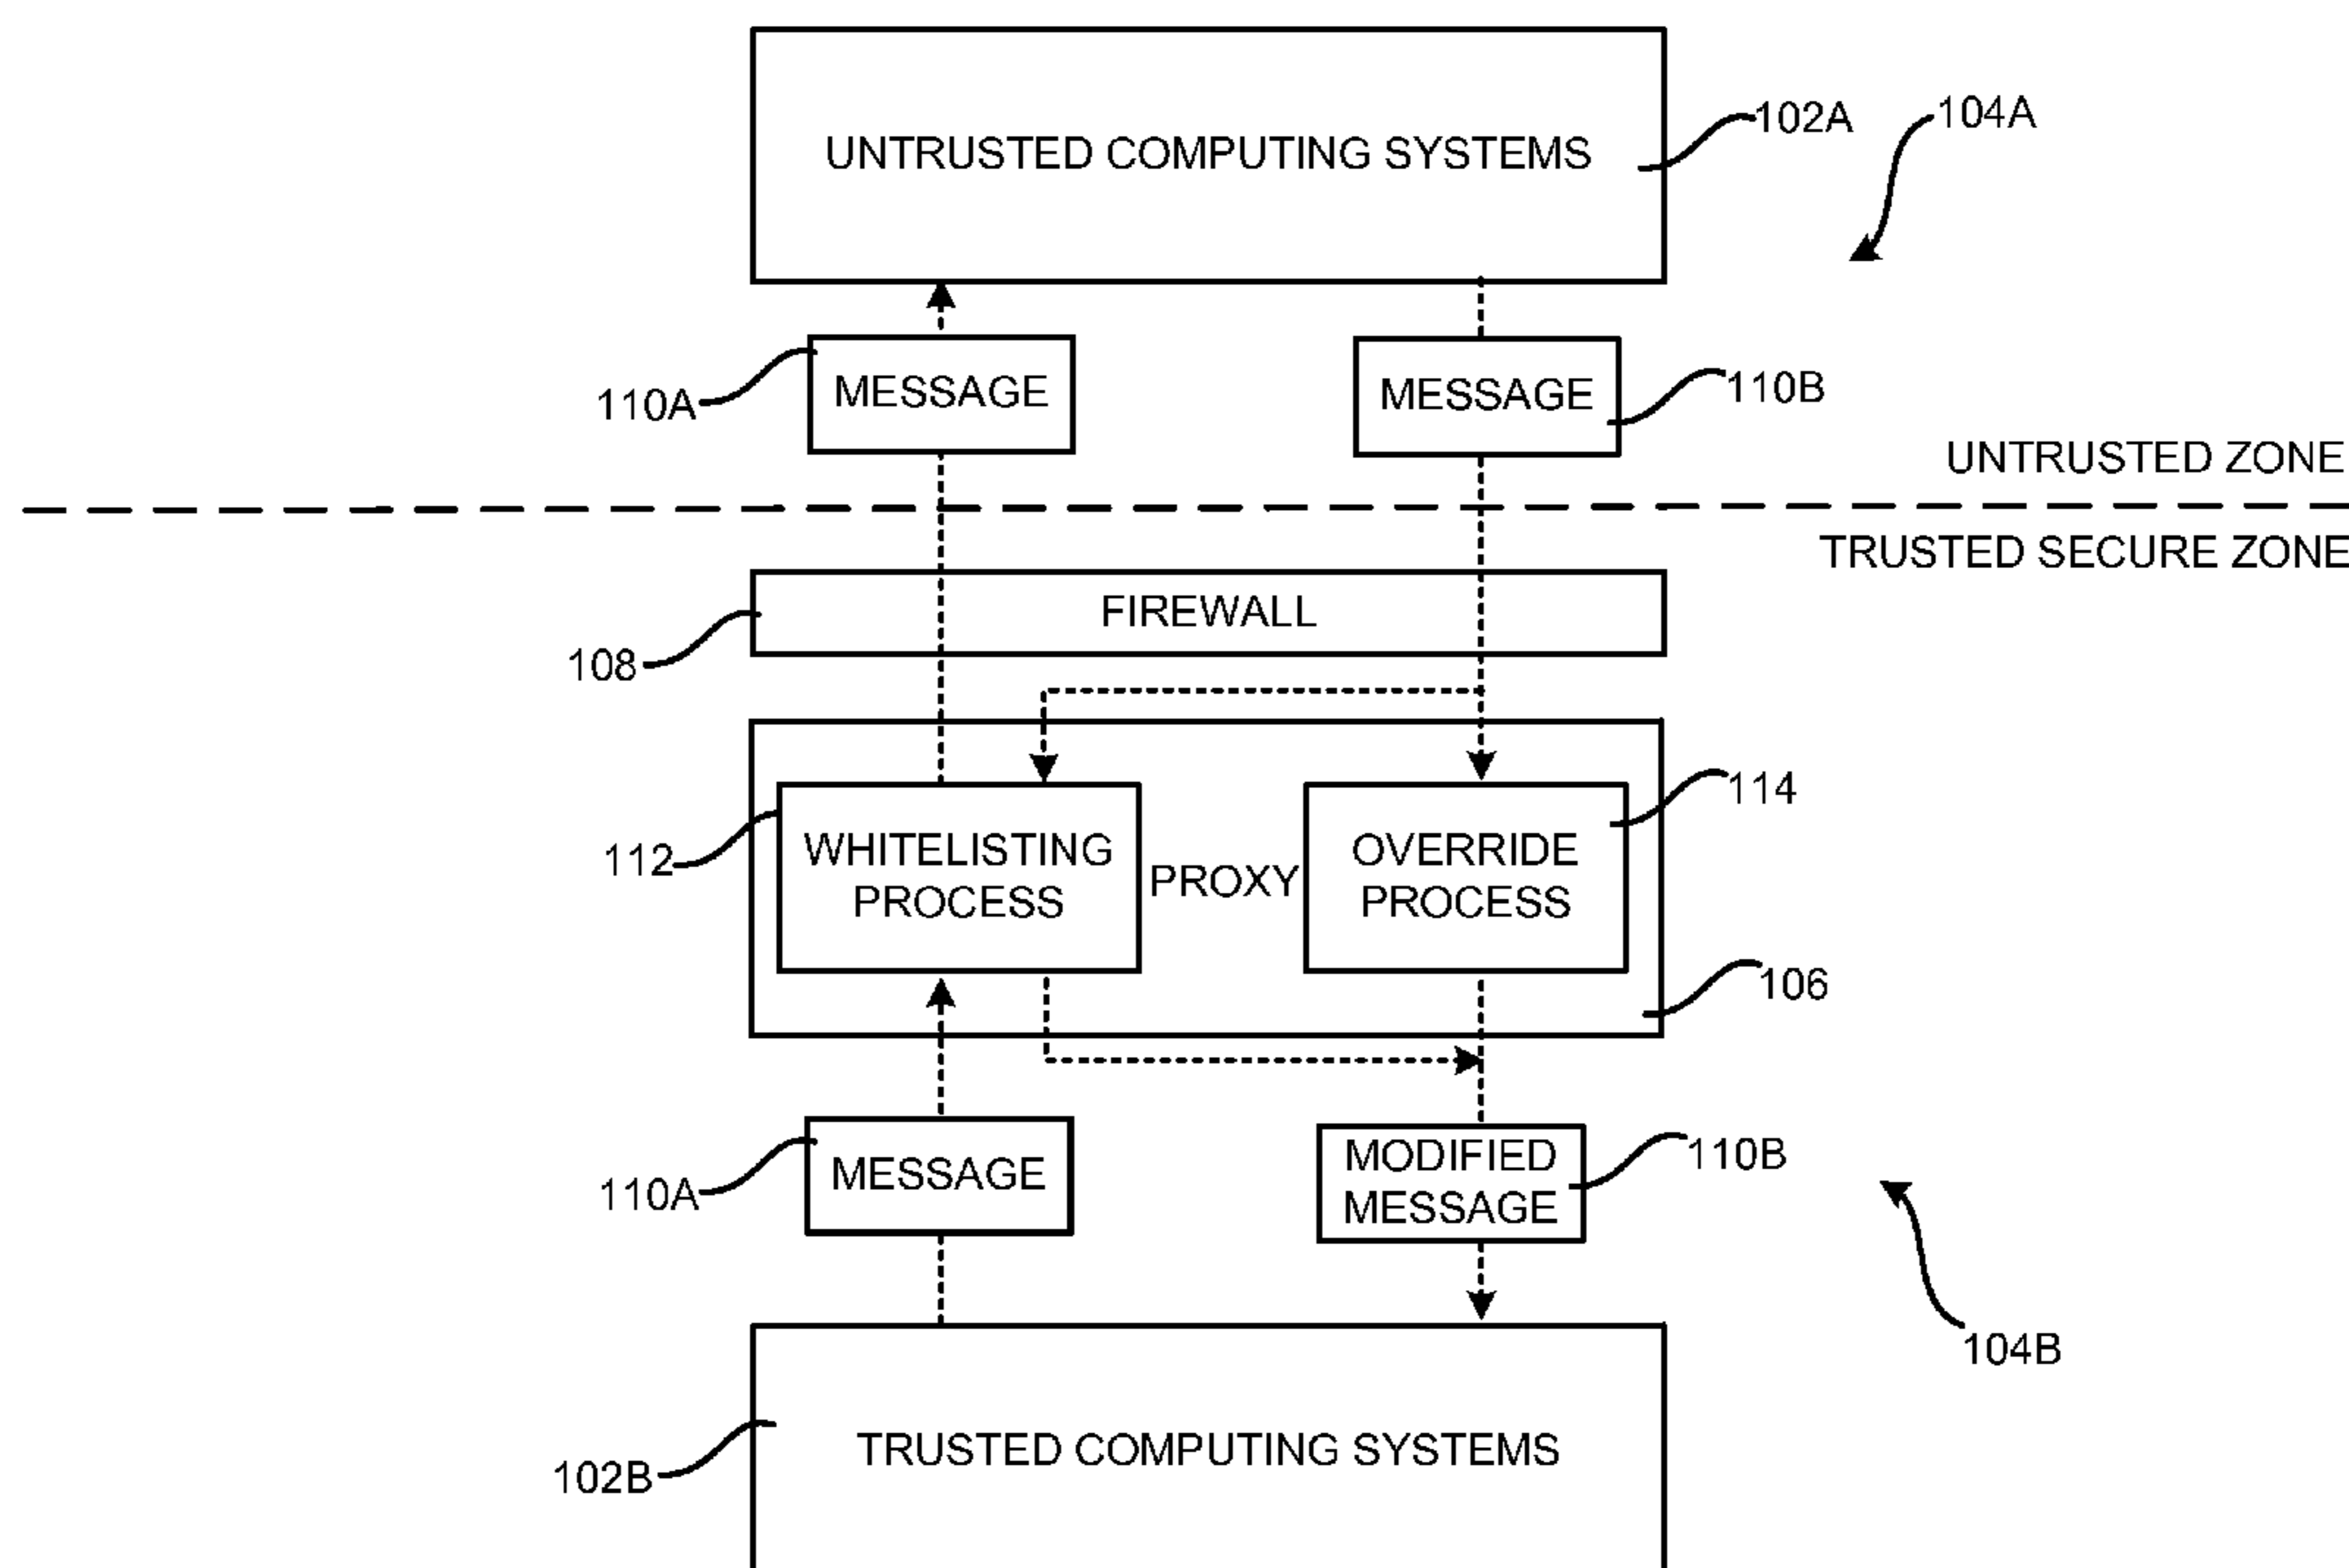 UNTRUSTED COMPUTING SYSTEMS
102A
104A
110A
MESSAGE
MESSAGE
110B
UNTRUSTED ZONE
TRUSTED SECURE ZONE
FIREWALL
108
112
WHITELISTING
PROCESS
PROXY
OVERRIDE
PROCESS
114
106
110A
MESSAGE
MODIFIED
MESSAGE
110B
104B
102B
TRUSTED COMPUTING SYSTEMS